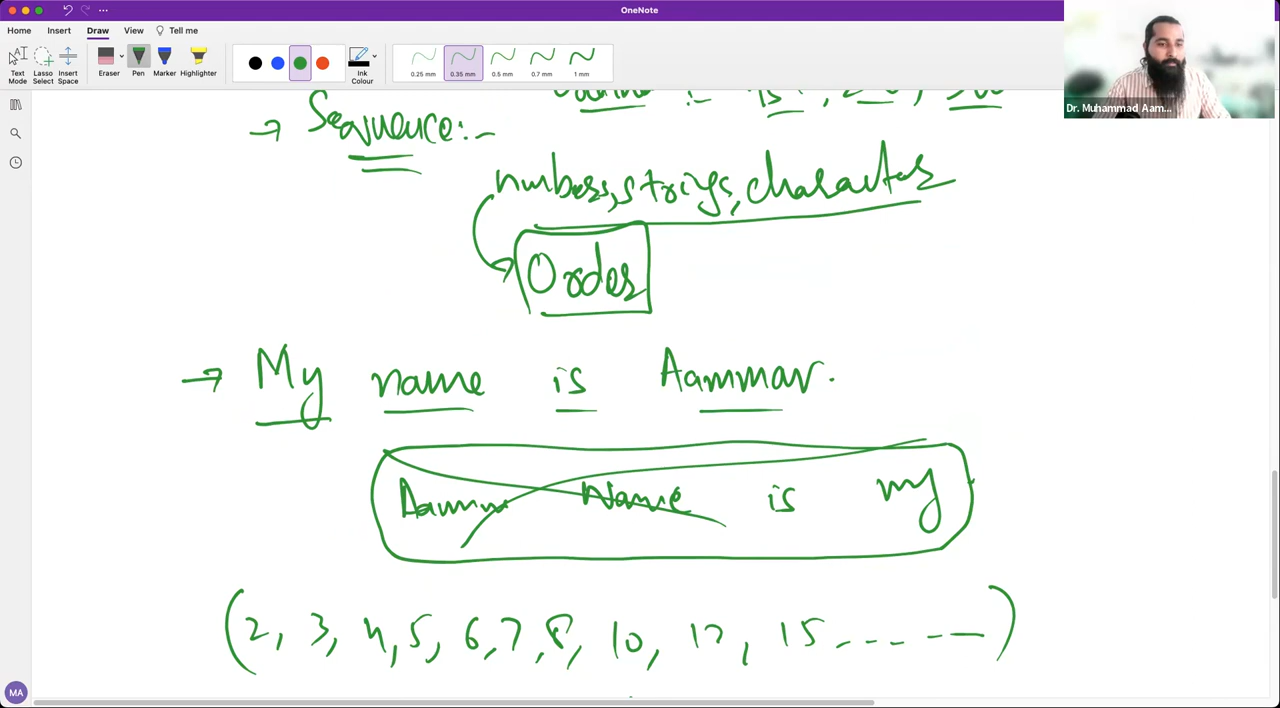 OneNote
Home Insert Draw View Tell me
Text Mode
Lasso Select
Insert Space
Eraser
Pen
Marker
Highlighter
Ink Colour
0.25 mm
0.35 mm
0.5 mm
0.7 mm
1 mm
Dr. Muhammad Aam...
→ Sequence:-
numbers, strings, character
Order
→ My name is Aammar.
Aamm Name is my
(2, 3, 4, 5, 6, 7, 8, 10, 12, 15 ------)
MA